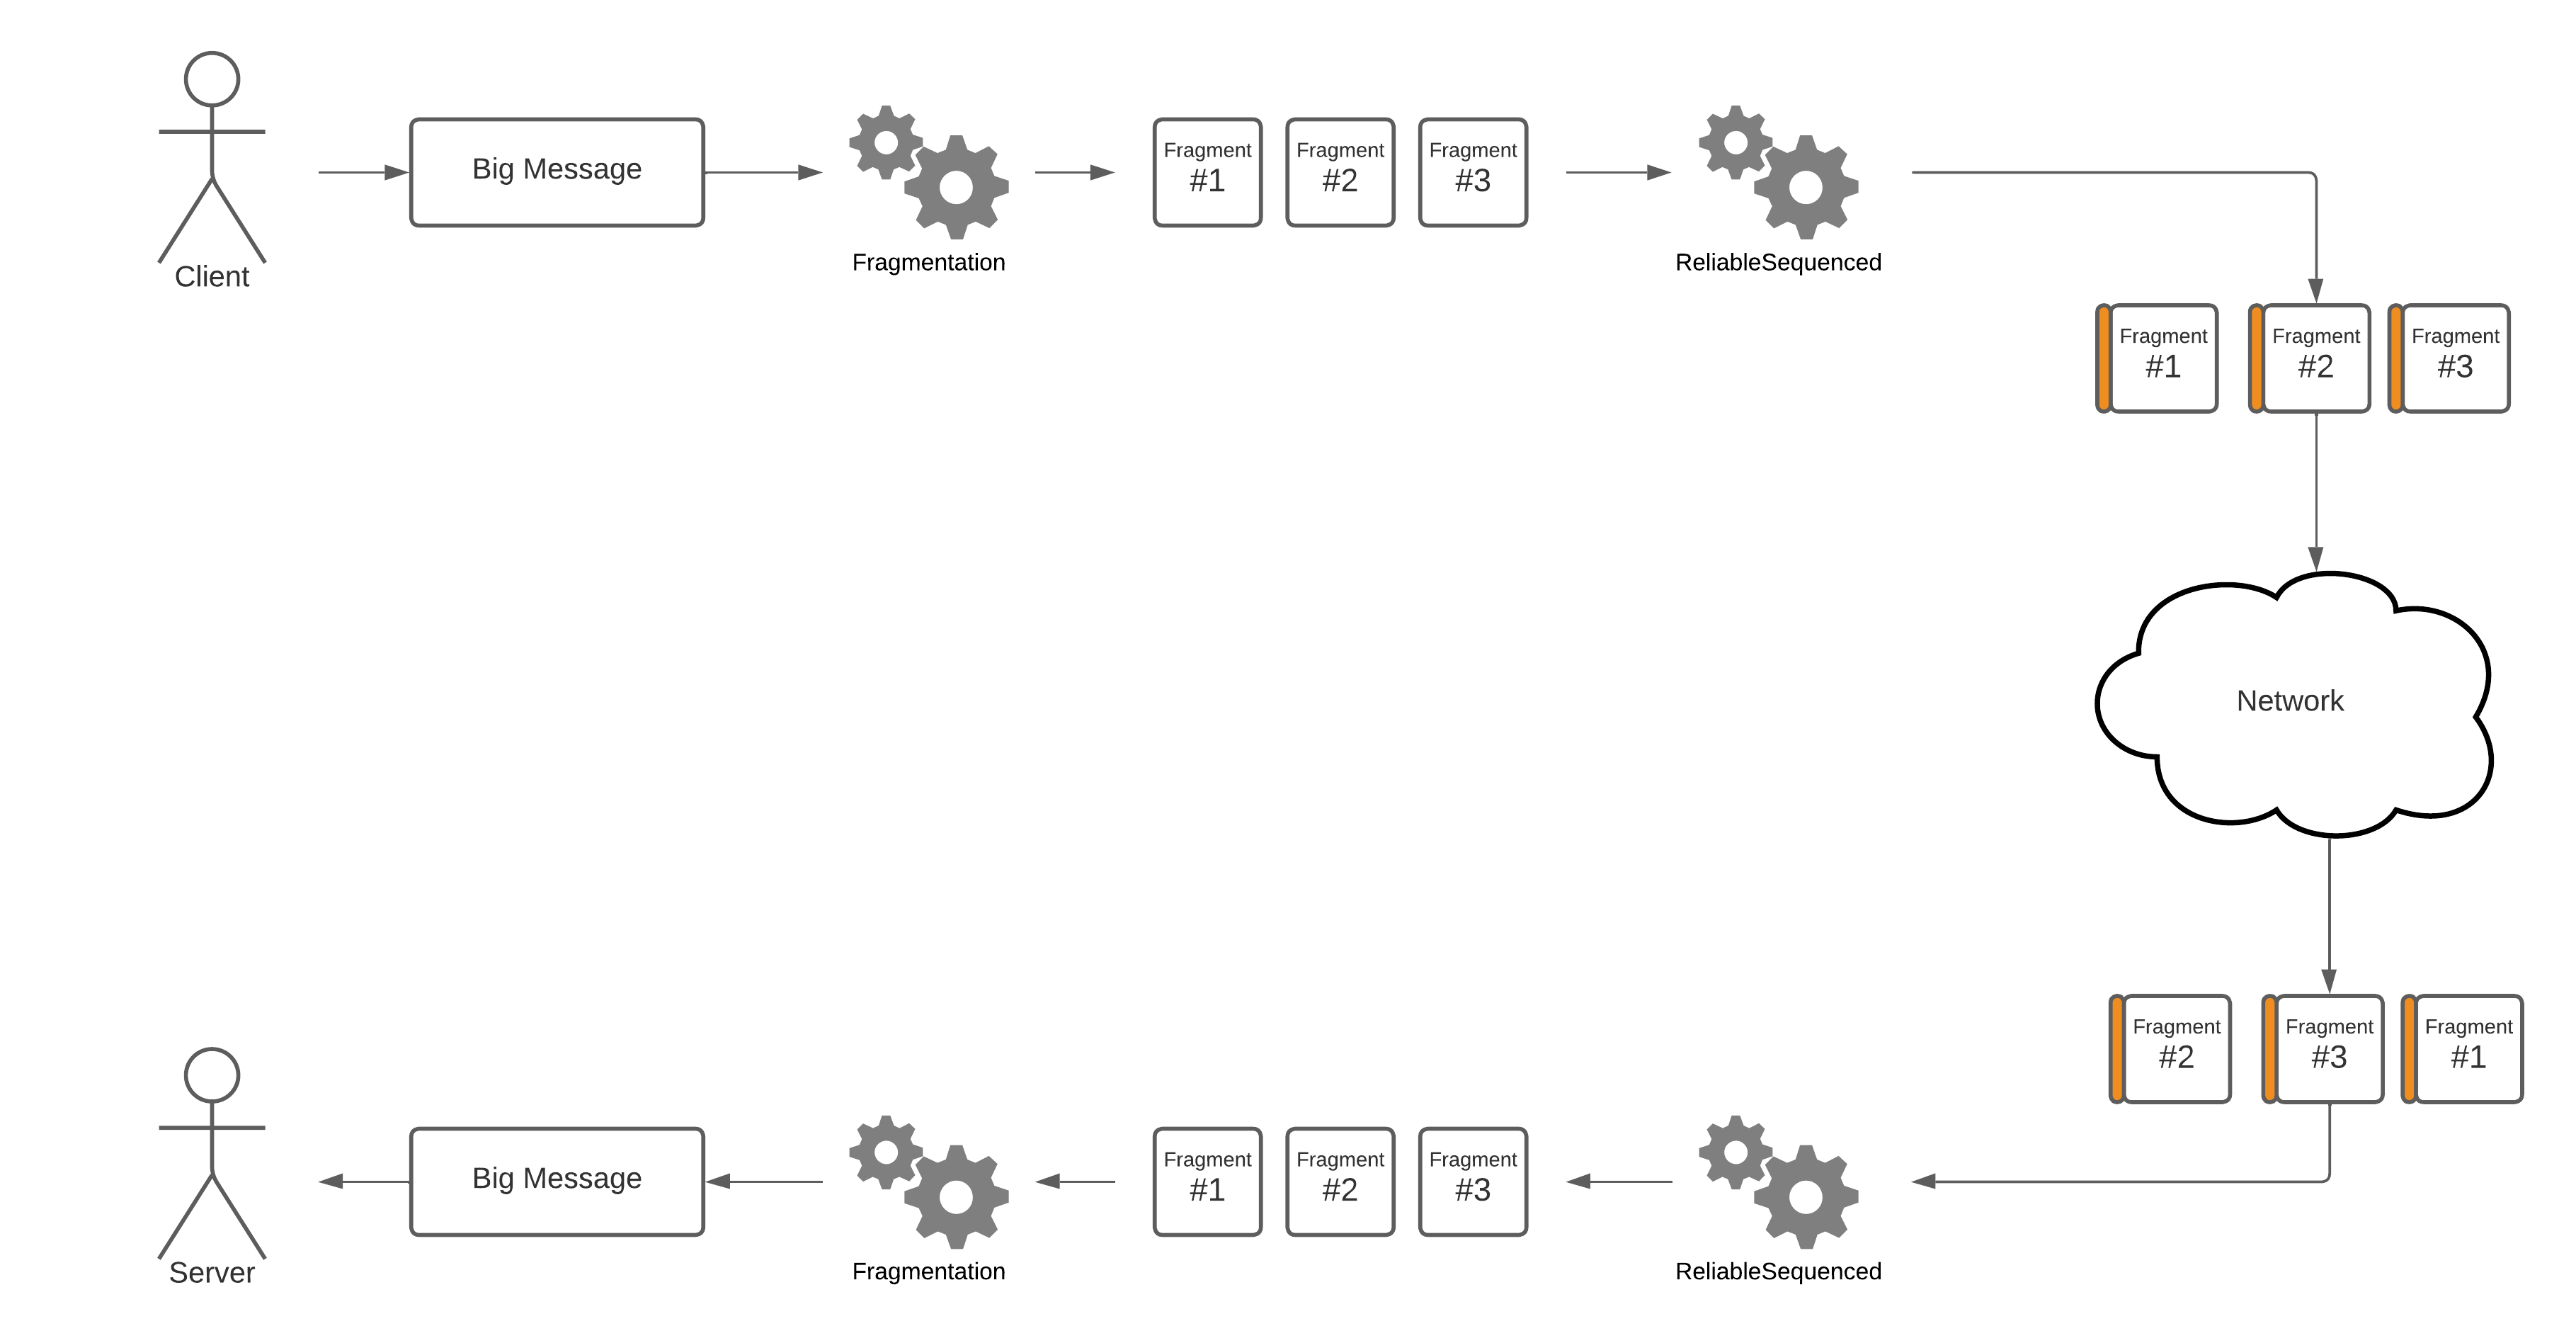 Client
Big Message
Fragmentation
Fragment
#1
Fragment
#2
Fragment
#3
ReliableSequenced
Fragment
#1
Fragment
#2
Fragment
#3
Network
Fragment
#2
Fragment
#3
Fragment
#1
Server
Big Message
Fragmentation
Fragment
#1
Fragment
#2
Fragment
#3
ReliableSequenced